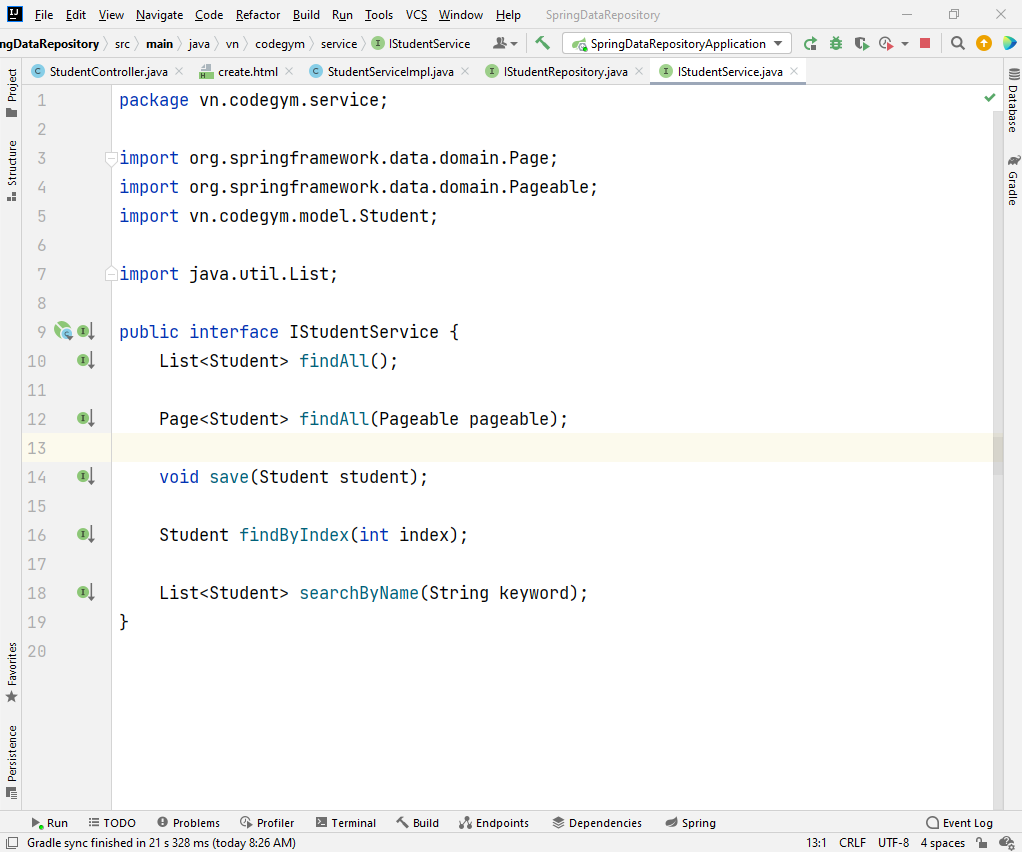 File Edit View Navigate Code Refactor Build Run Tools VCS Window Help SpringDataRepository
ngDataRepository src main java vn codegym service IStudentService SpringDataRepositoryApplication
StudentController.java create.html StudentServiceImpl.java IStudentRepository.java IStudentService.java
Project
Structure
Favorites
Persistence
Database
Gradle
1 package vn.codegym.service;
2
3 import org.springframework.data.domain.Page;
4 import org.springframework.data.domain.Pageable;
5 import vn.codegym.model.Student;
6
7 import java.util.List;
8
9 public interface IStudentService {
10 List<Student> findAll();
11
12 Page<Student> findAll(Pageable pageable);
13
14 void save(Student student);
15
16 Student findByIndex(int index);
17
18 List<Student> searchByName(String keyword);
19 }
20
Run TODO Problems Profiler Terminal Build Endpoints Dependencies Spring Event Log
Gradle sync finished in 21 s 328 ms (today 8:26 AM) 13:1 CRLF UTF-8 4 spaces